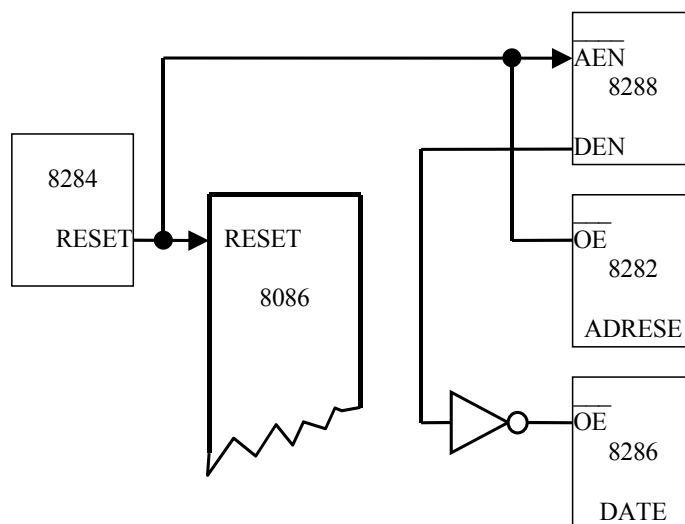 8284
RESET
RESET
8086
AEN
8288
DEN
OE
8282
ADRESE
OE
8286
DATE